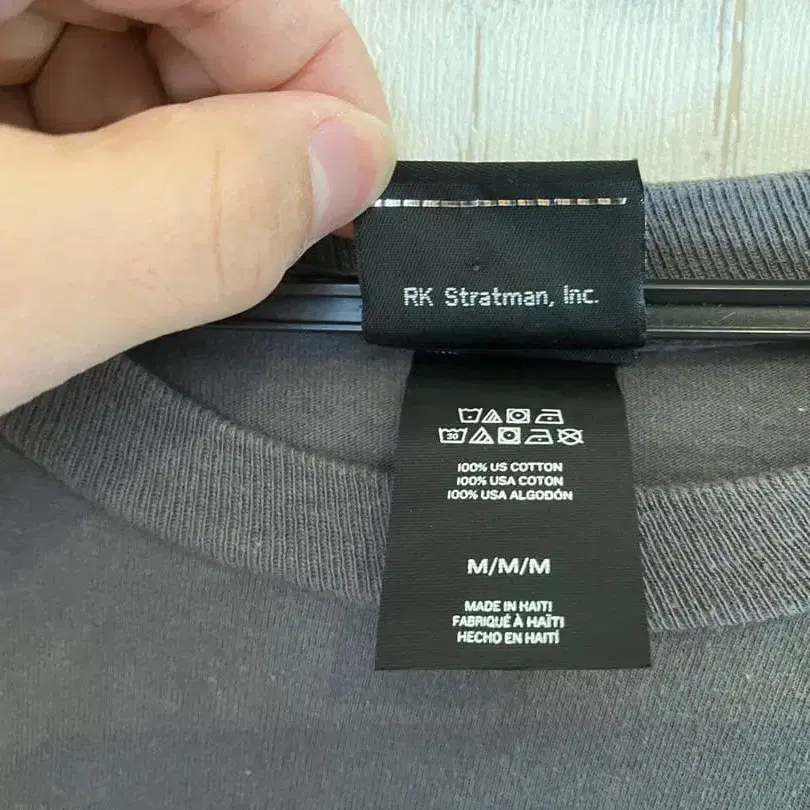 RK Stratman, Inc.
30
100% US COTTON
100% USA COTON
100% USA ALGODÓN
M/M/M
MADE IN HAITI
FABRIQUÉ À HAÏTI
HECHO EN HAITÍ